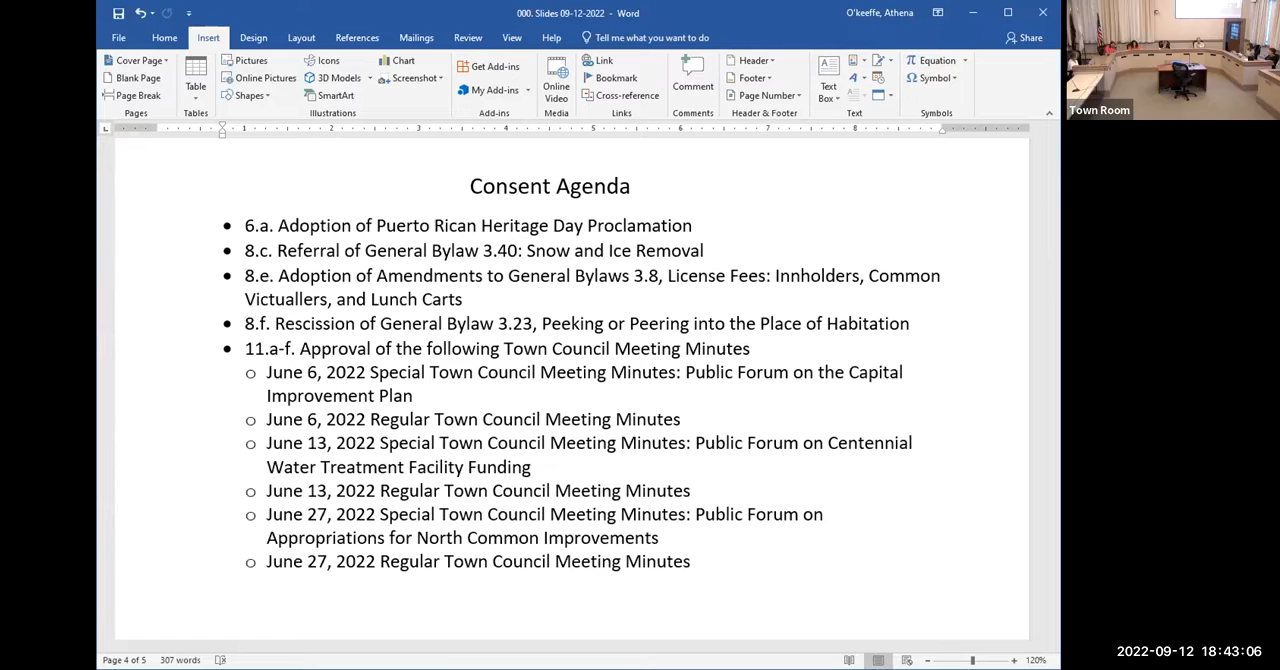 000. Slides 09-12-2022 - Word
O'keeffe, Athena
File Home Insert Design Layout References Mailings Review View Help Tell me what you want to do Share
Cover Page
Blank Page
Page Break
Pages
Table
Tables
Pictures
Online Pictures
Shapes
Icons
3D Models
SmartArt
Chart
Screenshot
Illustrations
Get Add-ins
My Add-ins
Add-ins
Online
Video
Media
Link
Bookmark
Cross-reference
Links
Comment
Comments
Header
Footer
Page Number
Header & Footer
Text
Box
Text
Equation
Symbol
Symbols
Town Room
1 2 3 4 5 6 7 8
Consent Agenda
• 6.a. Adoption of Puerto Rican Heritage Day Proclamation
• 8.c. Referral of General Bylaw 3.40: Snow and Ice Removal
• 8.e. Adoption of Amendments to General Bylaws 3.8, License Fees: Innholders, Common
Victuallers, and Lunch Carts
• 8.f. Rescission of General Bylaw 3.23, Peeking or Peering into the Place of Habitation
• 11.a-f. Approval of the following Town Council Meeting Minutes
o June 6, 2022 Special Town Council Meeting Minutes: Public Forum on the Capital
Improvement Plan
o June 6, 2022 Regular Town Council Meeting Minutes
o June 13, 2022 Special Town Council Meeting Minutes: Public Forum on Centennial
Water Treatment Facility Funding
o June 13, 2022 Regular Town Council Meeting Minutes
o June 27, 2022 Special Town Council Meeting Minutes: Public Forum on
Appropriations for North Common Improvements
o June 27, 2022 Regular Town Council Meeting Minutes
2022-09-12 18:43:06
Page 4 of 5 307 words
120%